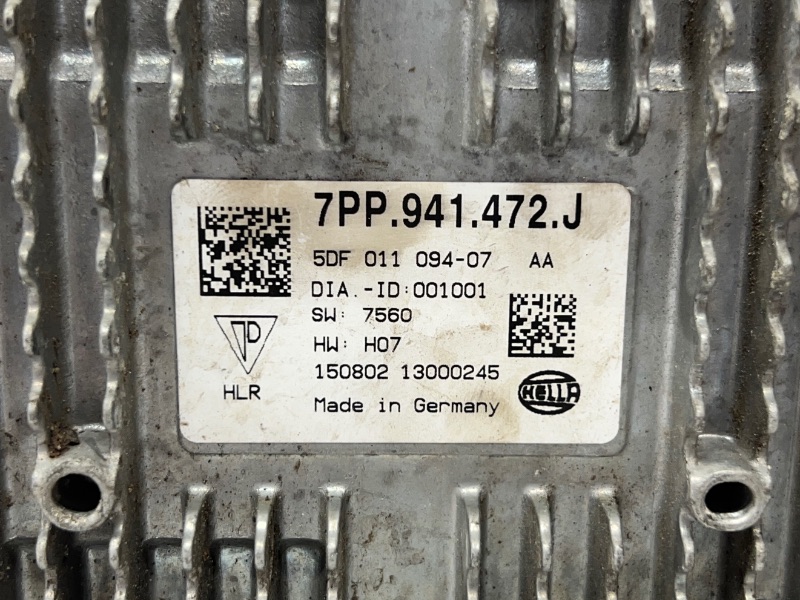 7PP.941.472.J
5DF 011 094-07 AA
DIA.-ID:001001
SW: 7560
HW: H07
150802 13000245
Made in Germany
HLR
HELLA